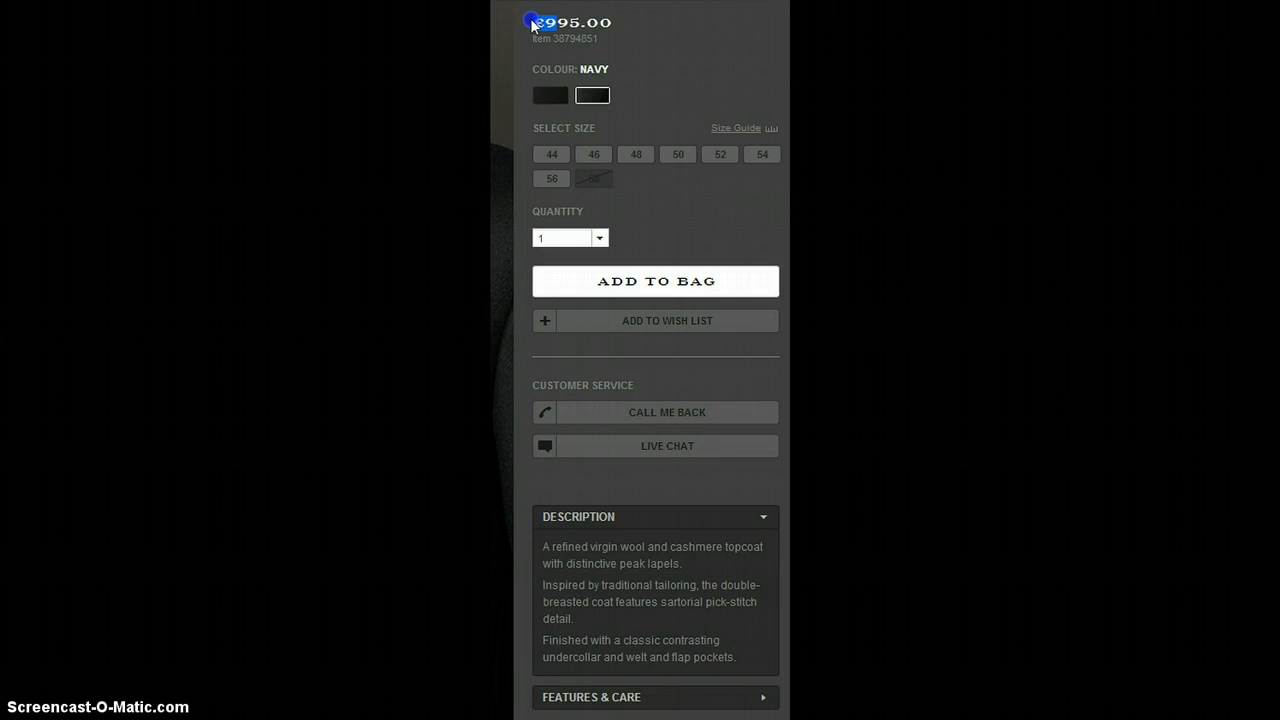 £995.00
Item 38794851
COLOUR: NAVY
SELECT SIZE
Size Guide
44 46 48 50 52 54
56 58
QUANTITY
1
ADD TO BAG
ADD TO WISH LIST
CUSTOMER SERVICE
CALL ME BACK
LIVE CHAT
DESCRIPTION
A refined virgin wool and cashmere topcoat
with distinctive peak lapels.
Inspired by traditional tailoring, the double-
breasted coat features sartorial pick-stitch
detail.
Finished with a classic contrasting
undercollar and welt and flap pockets.
FEATURES & CARE
Screencast-O-Matic.com